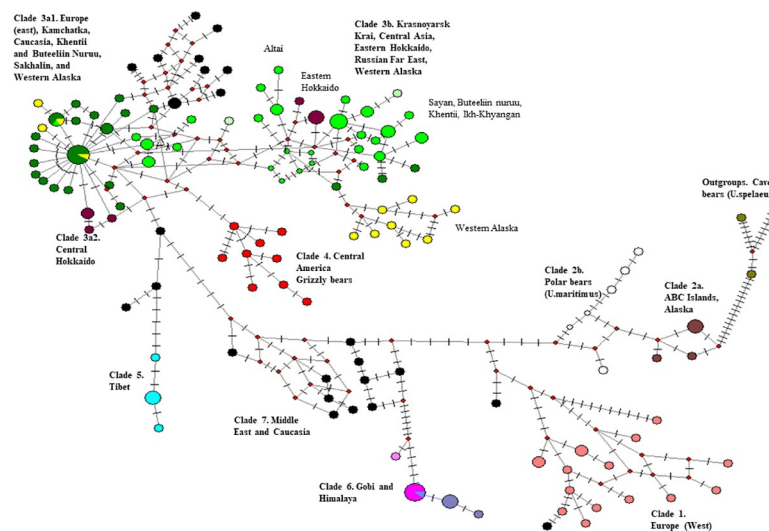 Clade 3a1. Europe
(east), Kamchatka,
Caucasia, Khentii
and Buteeliin Nuruu,
Sakhalin, and
Western Alaska
Altai
Eastern
Hokkaido
Clade 3b. Krasnoyarsk
Krai, Central Asia,
Eastern Hokkaido,
Russian Far East,
Western Alaska
Sayan, Buteeliin nuruu,
Khentii, Ikh-Khyangan
Clade 3a2.
Central
Hokkaido
Western Alaska
Outgroups. Cave
bears (U.spelaeu
Clade 4. Central
America
Grizzly bears
Clade 2b.
Polar bears
(U.maritimus)
Clade 2a.
ABC Islands,
Alaska
Clade 5.
Tibet
Clade 7. Middle
East and Caucasia
Clade 6. Gobi and
Himalaya
Clade 1.
Europe (West)